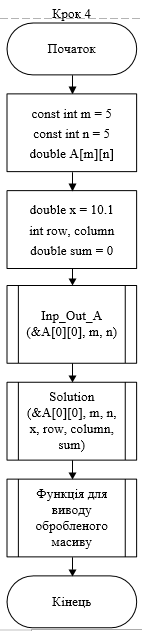 Крок 4
Початок
const int m = 5
const int n = 5
double A[m][n]
double x = 10.1
int row, column
double sum = 0
Inp_Out_A
(&A[0][0], m, n)
Solution
(&A[0][0], m, n,
x, row, column,
sum)
Функція для
виводу
обробленого
масиву
Кінець